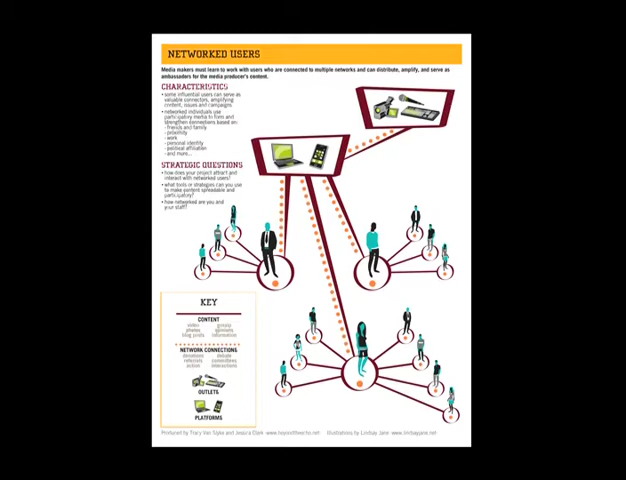 NETWORKED USERS
Media makers must learn to work with users who are connected to multiple networks and can distribute, amplify, and serve as
ambassadors for the media producer's content.
CHARACTERISTICS
• some influential users can serve as
valuable connectors, amplifying
content, issues and campaigns
• networked individuals use
participatory media to form and
strengthen connections based on:
- friends and family
- proximity
- work
- personal identity
- political affiliation
- and more...
STRATEGIC QUESTIONS
• how does your project attract and
interact with networked users?
• what tools or strategies can you use
to make content spreadable and
participatory?
• how networked are you and
your staff?
KEY
CONTENT
video gossip
photos opinions
blog posts information
NETWORK CONNECTIONS
donations debate
referrals committees
action interactions
OUTLETS
PLATFORMS
Produced by Tracy Van Slyke and Jessica Clark
Illustrations by Lindsay Jane